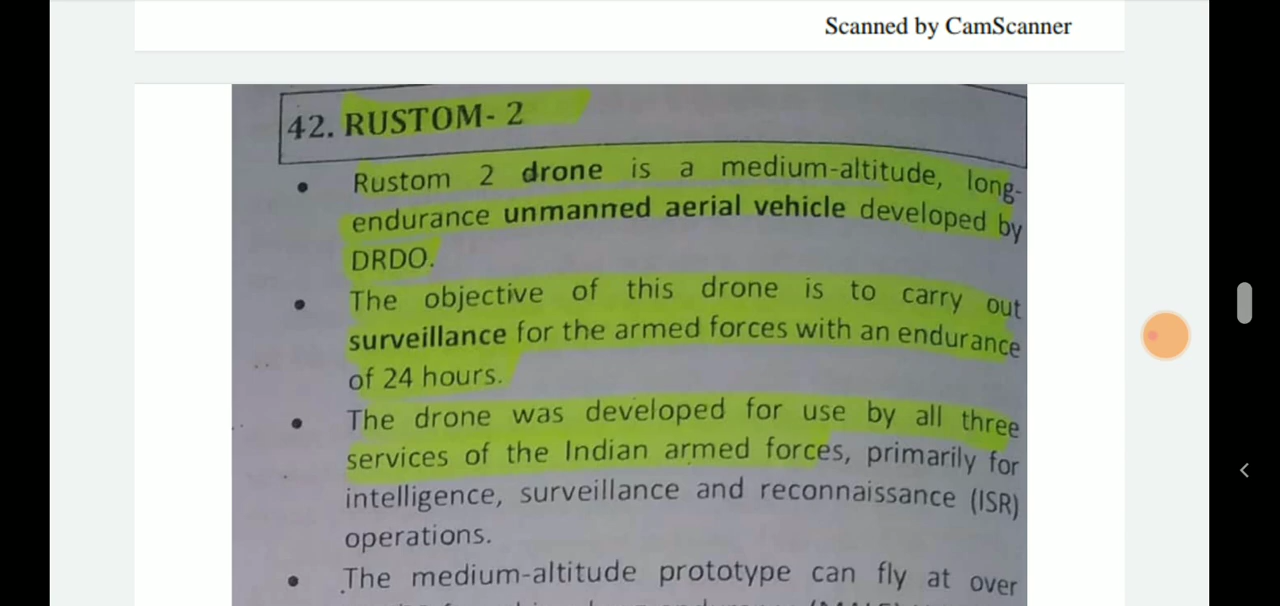 Scanned by CamScanner
42. RUSTOM- 2
• Rustom 2 drone is a medium-altitude, long-
endurance unmanned aerial vehicle developed by
DRDO.
• The objective of this drone is to carry out
surveillance for the armed forces with an endurance
of 24 hours.
• The drone was developed for use by all three
services of the Indian armed forces, primarily for
intelligence, surveillance and reconnaissance (ISR)
operations.
• The medium-altitude prototype can fly at over